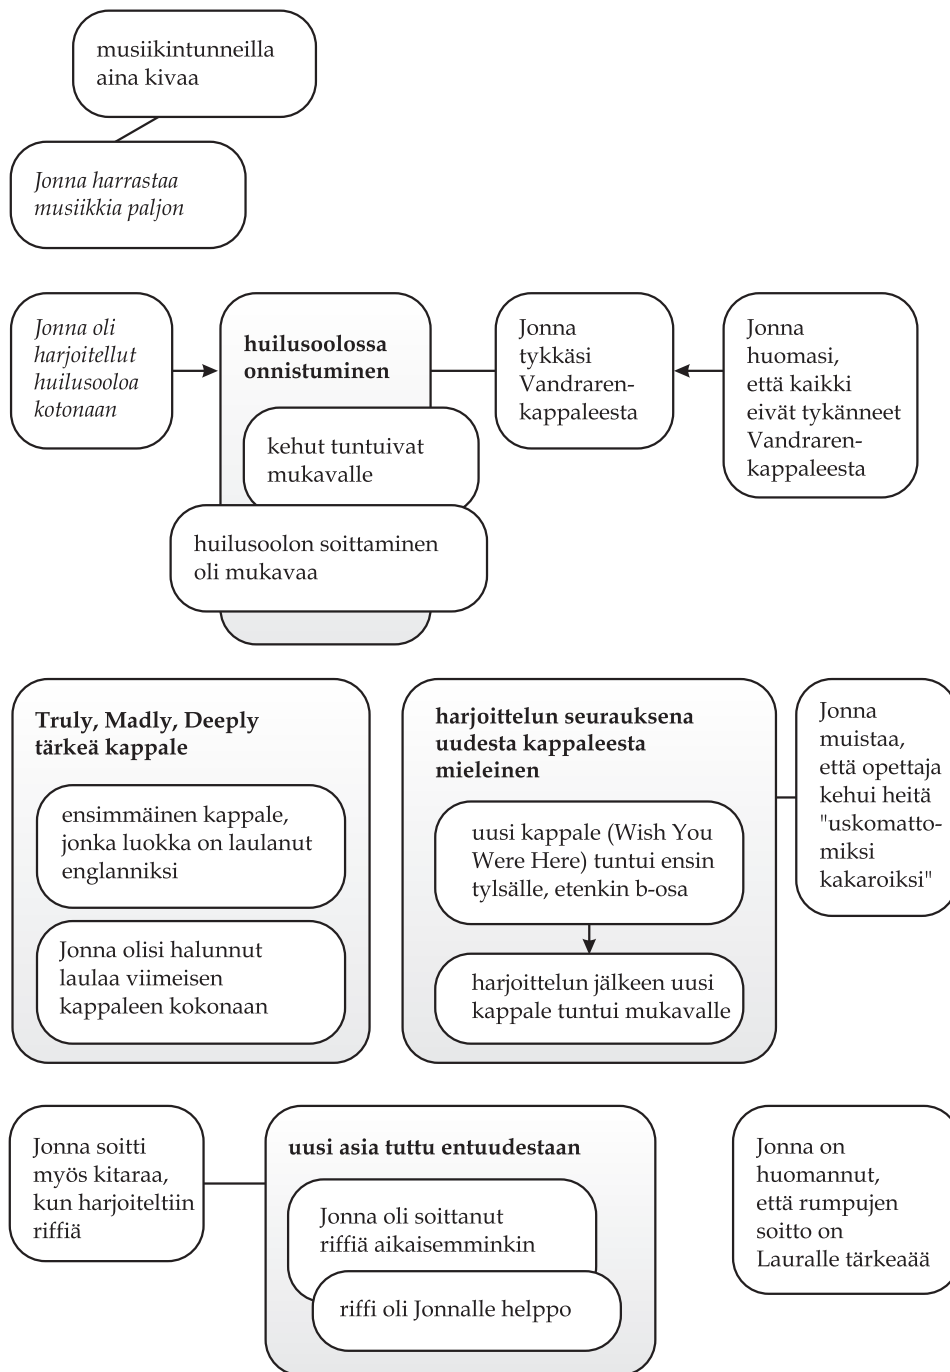 musiikintunneilla
aina kivaa
Jonna harrastaa
musiikkia paljon
Jonna oli
harjoitellut
huilusooloa
kotonaan
huilusoolossa
onnistuminen
kehut tuntuivat
mukavalle
huilusoolon soittaminen
oli mukavaa
Jonna
tykkäsi
Vandraren-
kappaleesta
Jonna
huomasi,
että kaikki
eivät tykänneet
Vandraren-
kappaleesta
Truly, Madly, Deeply
tärkeä kappale
ensimmäinen kappale,
jonka luokka on laulanut
englanniksi
Jonna olisi halunnut
laulaa viimeisen
kappaleen kokonaan
harjoittelun seurauksena
uudesta kappaleesta
mieleinen
uusi kappale (Wish You
Were Here) tuntui ensin
tylsälle, etenkin b-osa
harjoittelun jälkeen uusi
kappale tuntui mukavalle
Jonna
muistaa,
että opettaja
kehui heitä
"uskomatto-
miksi
kakaroiksi"
Jonna soitti
myös kitaraa,
kun harjoiteltiin
riffiä
uusi asia tuttu entuudestaan
Jonna oli soittanut
riffiä aikaisemminkin
riffi oli Jonnalle helppo
Jonna on
huomannut,
että rumpujen
soitto on
Lauralle tärkeaää